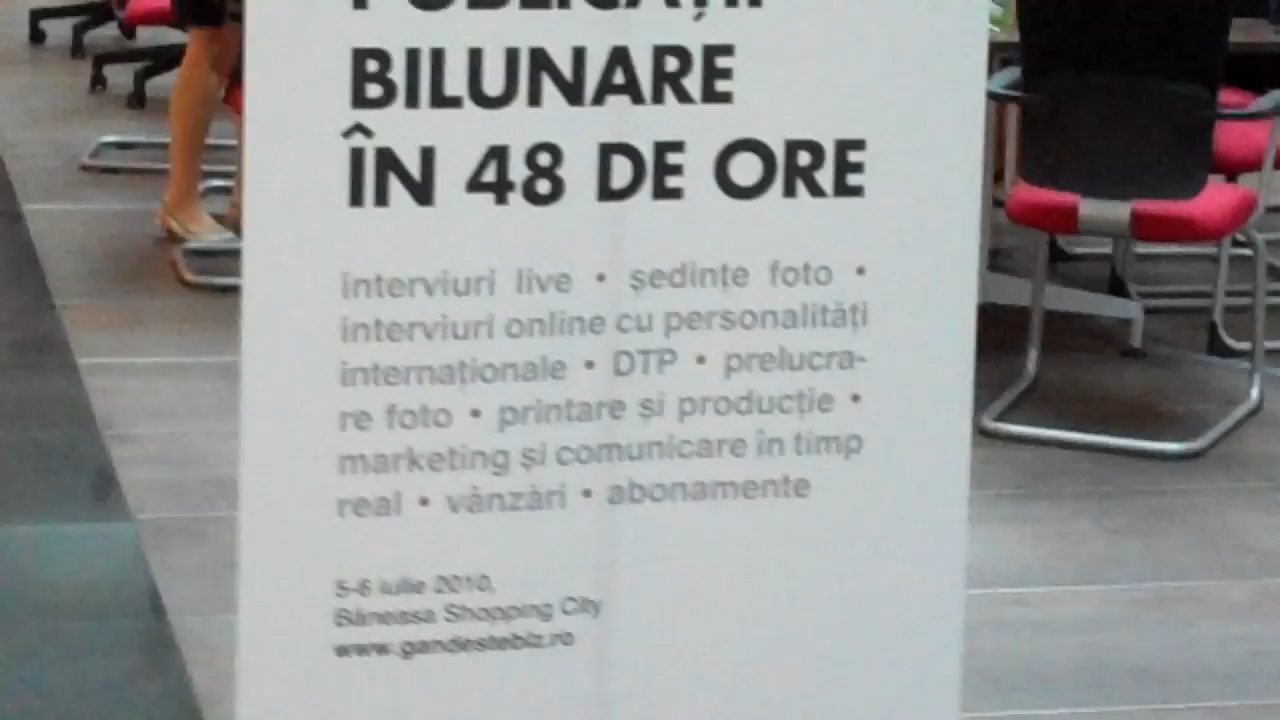 PUBLICAȚII
BILUNARE
ÎN 48 DE ORE
interviuri live • ședințe foto •
interviuri online cu personalități
internaționale • DTP • prelucra-
re foto • printare și producție •
marketing și comunicare în timp
real • vânzări • abonamente
5-6 iulie 2010,
Băneasa Shopping City
www.gandestebiz.ro